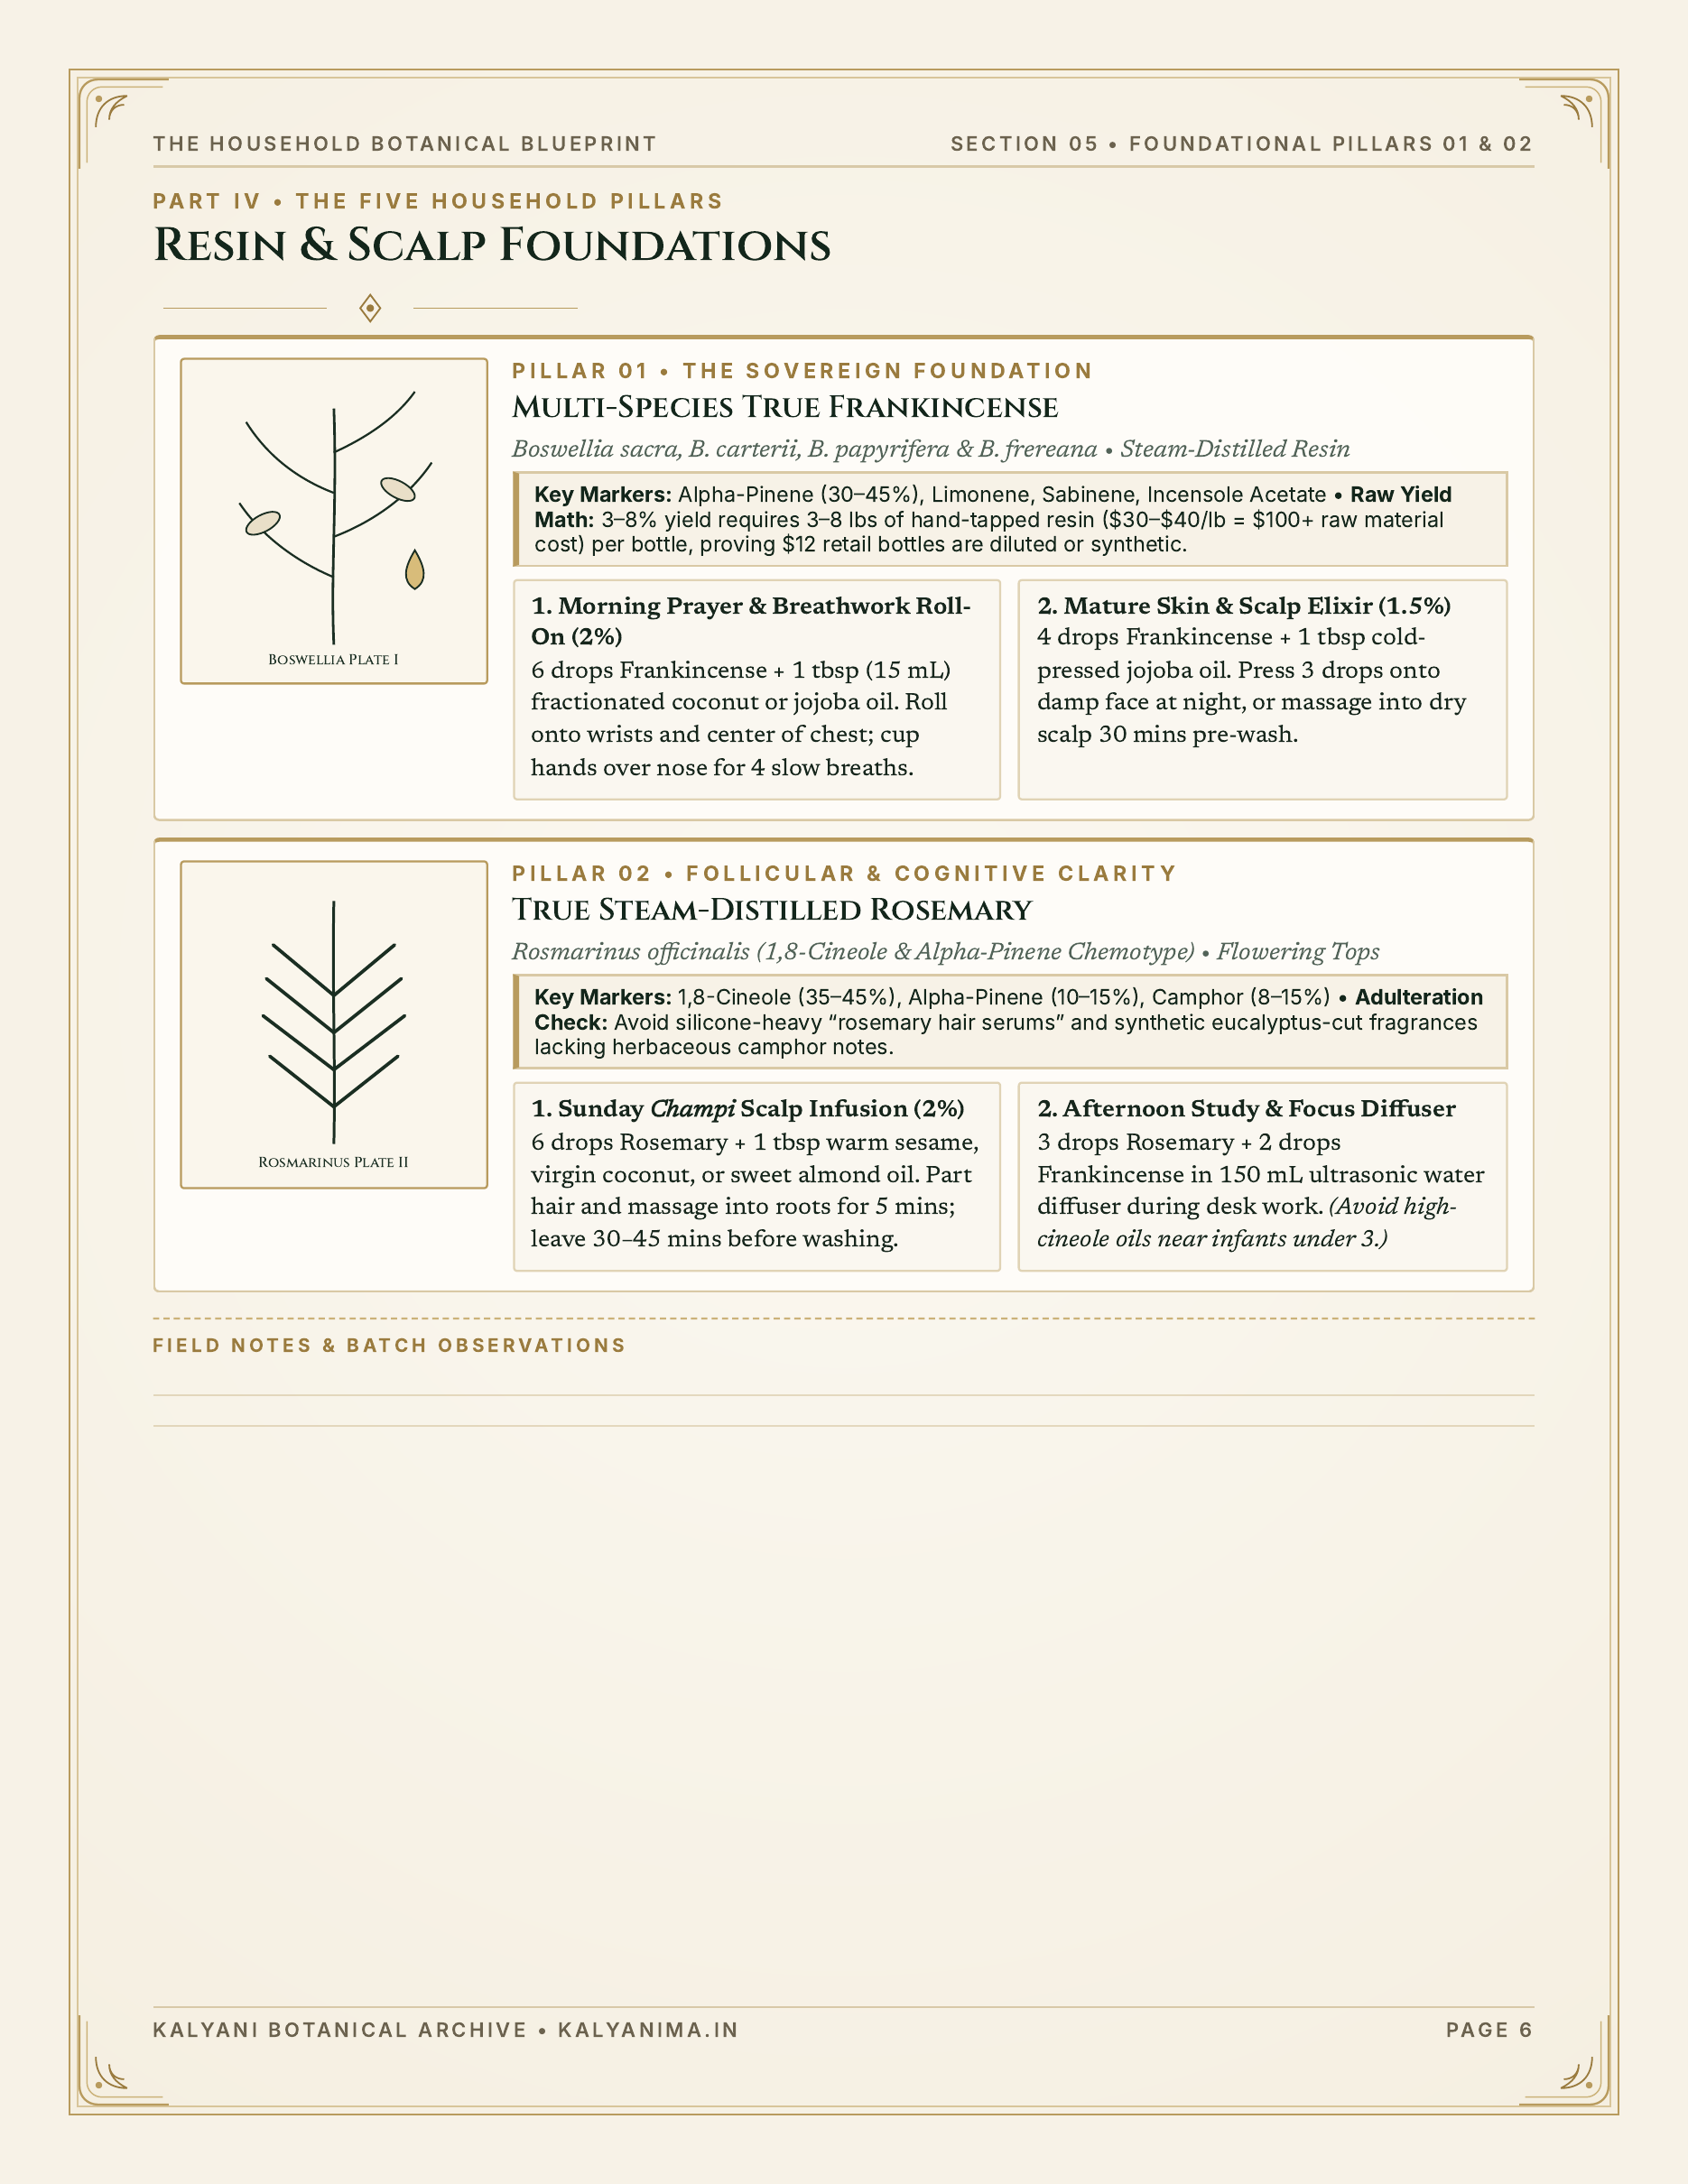 THE HOUSEHOLD BOTANICAL BLUEPRINT
SECTION 05 • FOUNDATIONAL PILLARS 01 & 02
PART IV • THE FIVE HOUSEHOLD PILLARS
Resin & Scalp Foundations
PILLAR 01 • THE SOVEREIGN FOUNDATION
Multi-Species True Frankincense
Boswellia sacra, B. carterii, B. papyrifera & B. frereana • Steam-Distilled Resin
Key Markers: Alpha-Pinene (30–45%), Limonene, Sabinene, Incensole Acetate • Raw Yield
Math: 3–8% yield requires 3–8 lbs of hand-tapped resin ($30–$40/lb = $100+ raw material
cost) per bottle, proving $12 retail bottles are diluted or synthetic.
Boswellia Plate I
1. Morning Prayer & Breathwork Roll-
On (2%)
6 drops Frankincense + 1 tbsp (15 mL)
fractionated coconut or jojoba oil. Roll
onto wrists and center of chest; cup
hands over nose for 4 slow breaths.
2. Mature Skin & Scalp Elixir (1.5%)
4 drops Frankincense + 1 tbsp cold-
pressed jojoba oil. Press 3 drops onto
damp face at night, or massage into dry
scalp 30 mins pre-wash.
PILLAR 02 • FOLLICULAR & COGNITIVE CLARITY
True Steam-Distilled Rosemary
Rosmarinus officinalis (1,8-Cineole & Alpha-Pinene Chemotype) • Flowering Tops
Key Markers: 1,8-Cineole (35–45%), Alpha-Pinene (10–15%), Camphor (8–15%) • Adulteration
Check: Avoid silicone-heavy “rosemary hair serums” and synthetic eucalyptus-cut fragrances
lacking herbaceous camphor notes.
Rosmarinus Plate II
1. Sunday Champi Scalp Infusion (2%)
6 drops Rosemary + 1 tbsp warm sesame,
virgin coconut, or sweet almond oil. Part
hair and massage into roots for 5 mins;
leave 30–45 mins before washing.
2. Afternoon Study & Focus Diffuser
3 drops Rosemary + 2 drops
Frankincense in 150 mL ultrasonic water
diffuser during desk work. (Avoid high-
cineole oils near infants under 3.)
FIELD NOTES & BATCH OBSERVATIONS
KALYANI BOTANICAL ARCHIVE • KALYANIMA.IN
PAGE 6